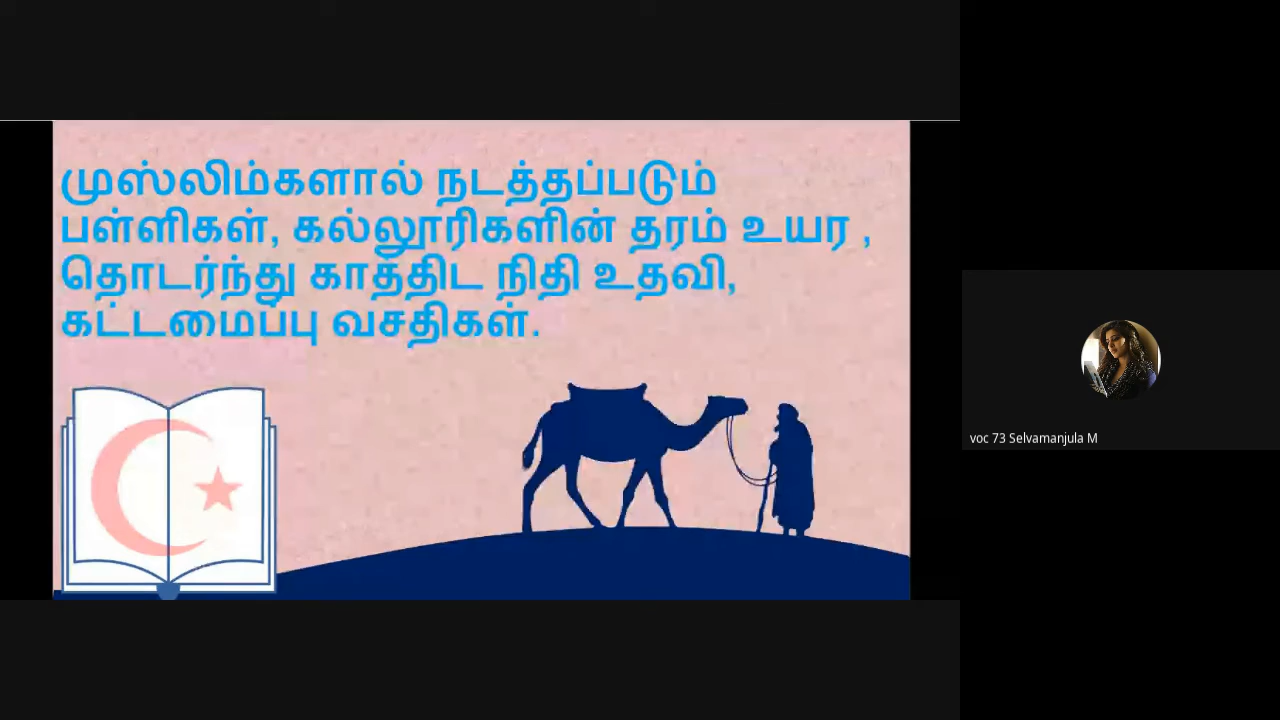 முஸ்லிம்களால் நடத்தப்படும்
பள்ளிகள், கல்லூரிகளின் தரம் உயர ,
தொடர்ந்து காத்திட நிதி உதவி,
கட்டமைப்பு வசதிகள்.
voc 73 Selvamanjula M